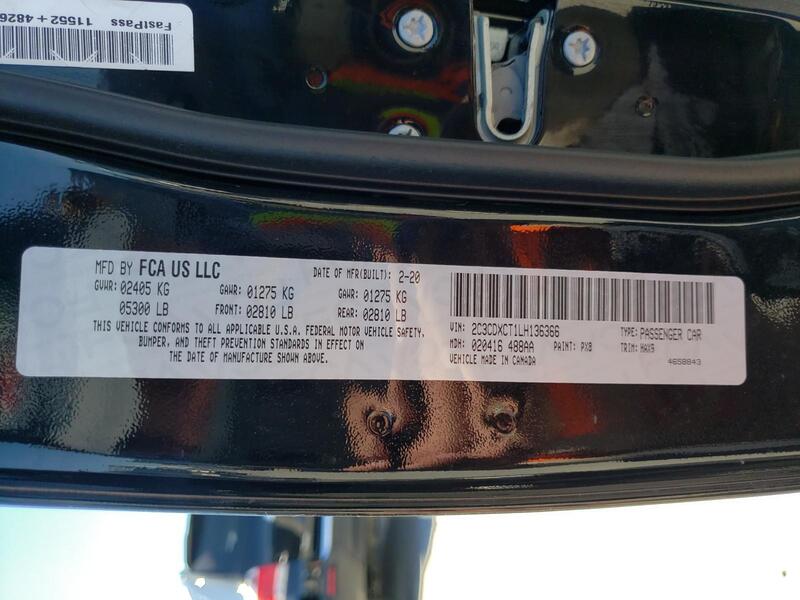 FastPass 11552 + 4826
MFD BY FCA US LLC DATE OF MFR(BUILT): 2-20
GVWR: 02405 KG GAWR: 01275 KG GAWR: 01275 KG
05300 LB FRONT: 02810 LB REAR: 02810 LB
THIS VEHICLE CONFORMS TO ALL APPLICABLE U.S.A. FEDERAL MOTOR VEHICLE SAFETY,
BUMPER, AND THEFT PREVENTION STANDARDS IN EFFECT ON
THE DATE OF MANUFACTURE SHOWN ABOVE.
VIN: 2C3CDXCT1LH136366 TYPE: PASSENGER CAR
MDH: 020416 488AA PAINT: PX8 TRIM: HAX9
VEHICLE MADE IN CANADA 4658843